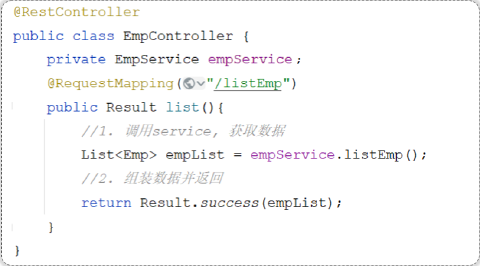 @RestController
public class EmpController {
private EmpService empService;
@RequestMapping("/listEmp")
public Result list(){
//1. 调用service, 获取数据
List<Emp> empList = empService.listEmp();
//2. 组装数据并返回
return Result.success(empList);
}
}